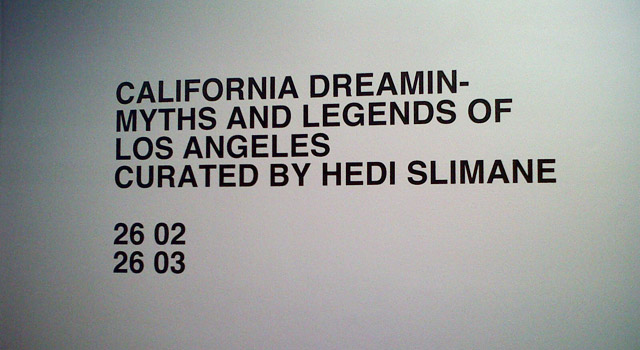 CALIFORNIA DREAMIN-
MYTHS AND LEGENDS OF
LOS ANGELES
CURATED BY HEDI SLIMANE
26 02
26 03